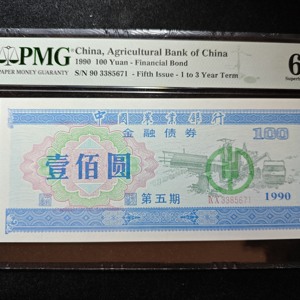 PMG
PAPER MONEY GUARANTY
China, Agricultural Bank of China
1990 100 Yuan - Financial Bond
S/N 90 3385671 - Fifth Issue - 1 to 3 Year Term
6
中国农业银行
金融债券
100
壹佰圆
第五期
3385671
1990